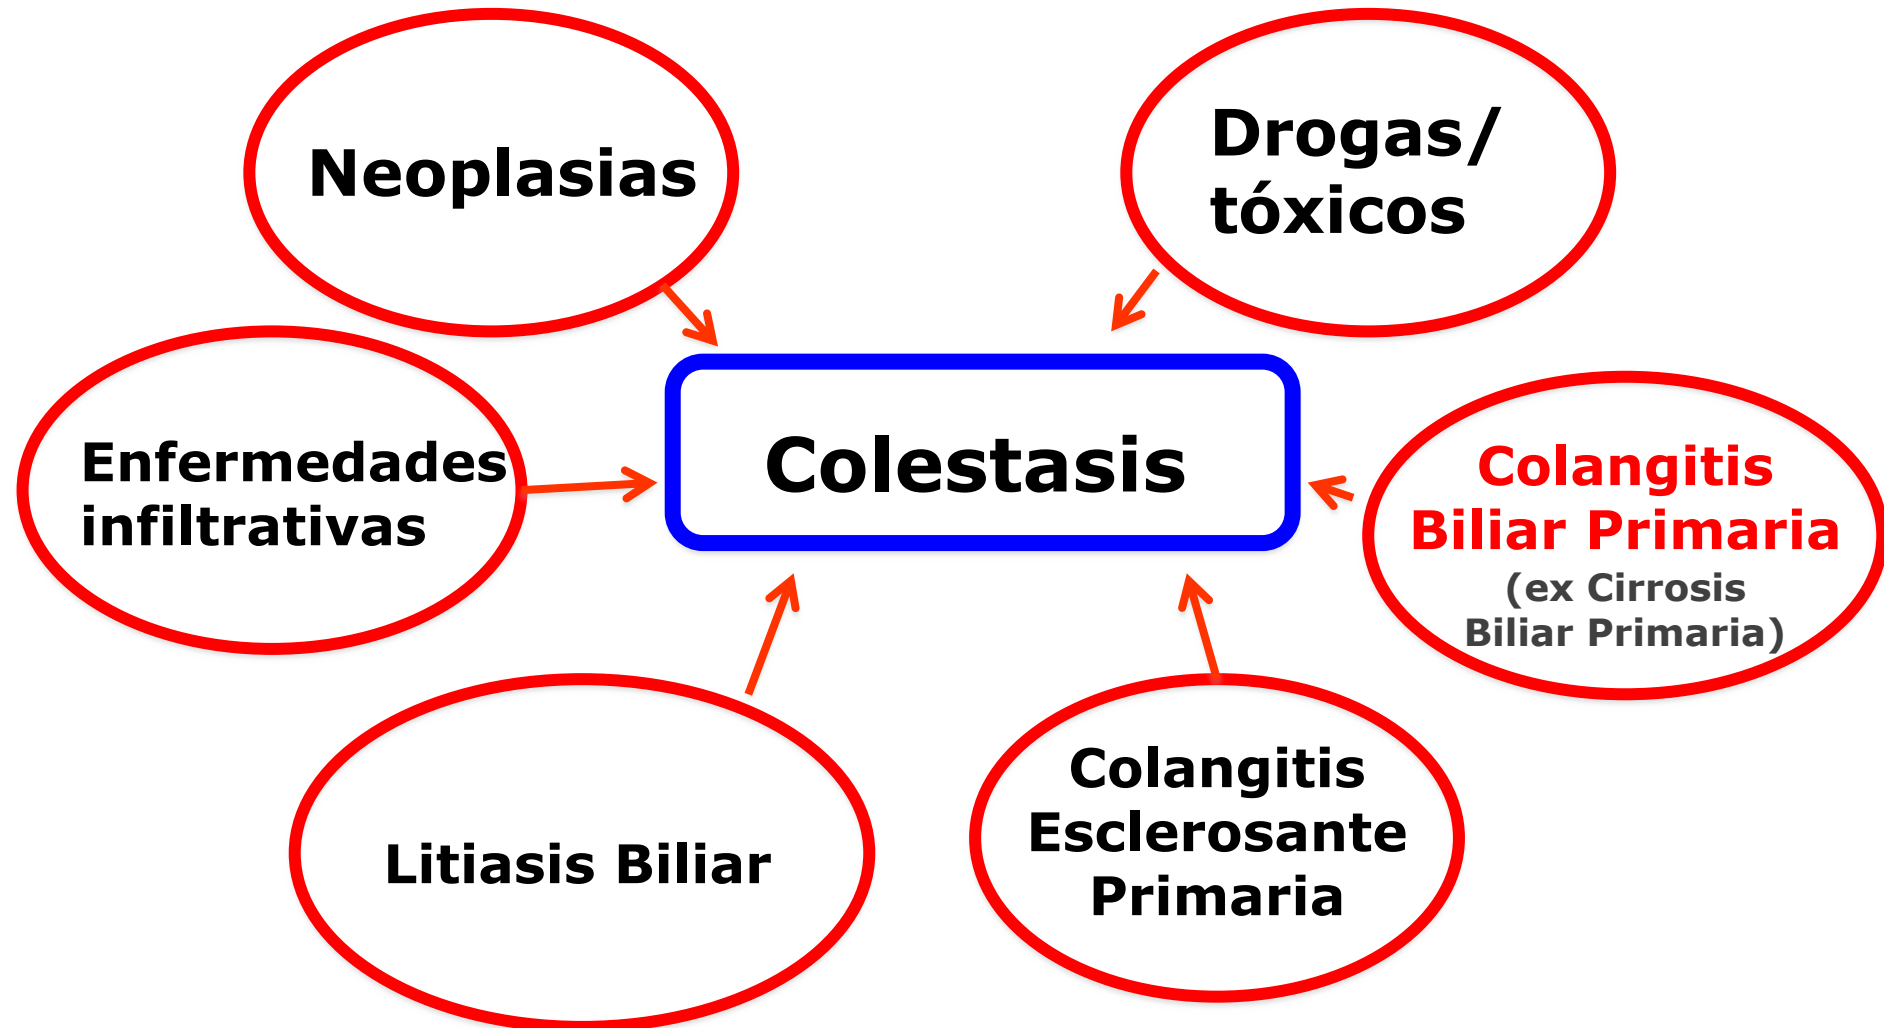 Neoplasias
Drogas/
tóxicos
Enfermedades
infiltrativas
Colestasis
Colangitis
Biliar Primaria
(ex Cirrosis
Biliar Primaria)
Litiasis Biliar
Colangitis
Esclerosante
Primaria